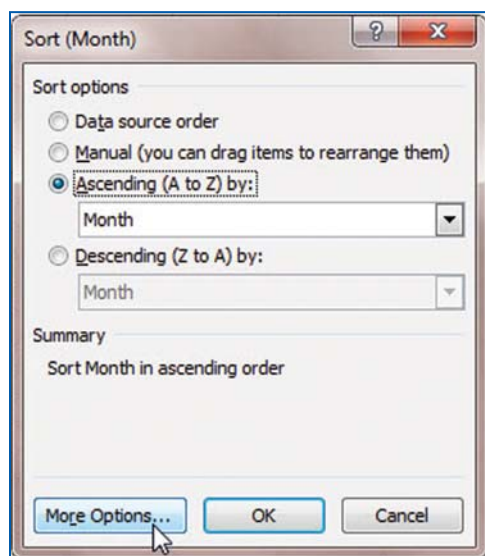 Sort (Month)
Sort options
Data source order
Manual (you can drag items to rearrange them)
Ascending (A to Z) by:
Month
Descending (Z to A) by:
Month
Summary
Sort Month in ascending order
More Options... OK Cancel